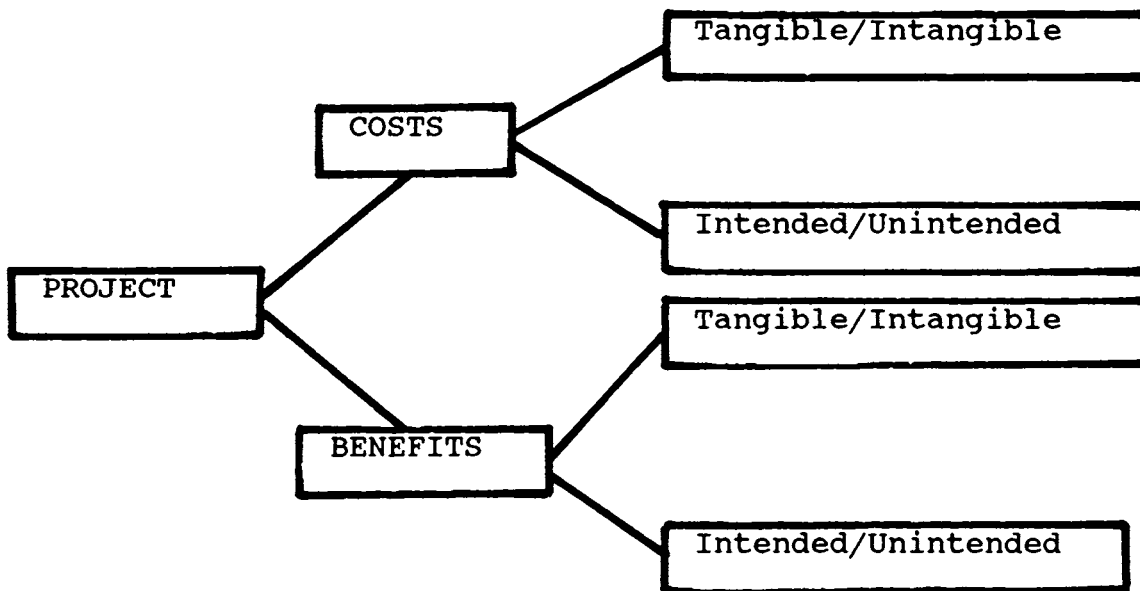 Tangible/Intangible
COSTS
Intended/Unintended
PROJECT
Tangible/Intangible
BENEFITS
Intended/Unintended